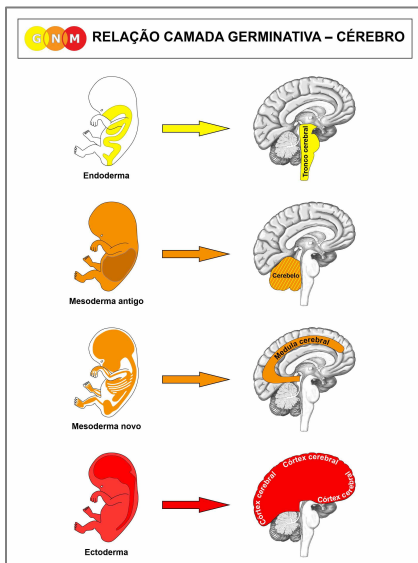 GNM
RELAÇÃO CAMADA GERMINATIVA – CÉREBRO
Endoderma
Tronco cerebral
Mesoderma antigo
Cerebelo
Mesoderma novo
Medula cerebral
Ectoderma
Córtex cerebral
Córtex cerebral
Córtex cerebral
Córtex cerebral